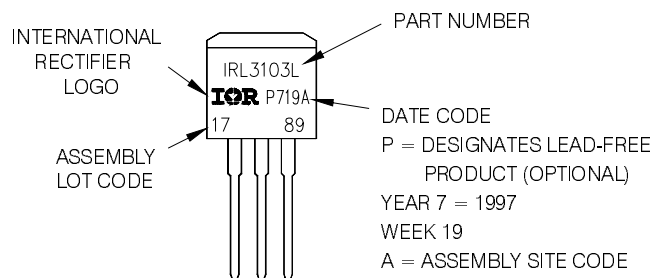 PART NUMBER
INTERNATIONAL
RECTIFIER
LOGO
IRL3103L
IOR P719A
17 89
ASSEMBLY
LOT CODE
DATE CODE
P = DESIGNATES LEAD-FREE
PRODUCT (OPTIONAL)
YEAR 7 = 1997
WEEK 19
A = ASSEMBLY SITE CODE